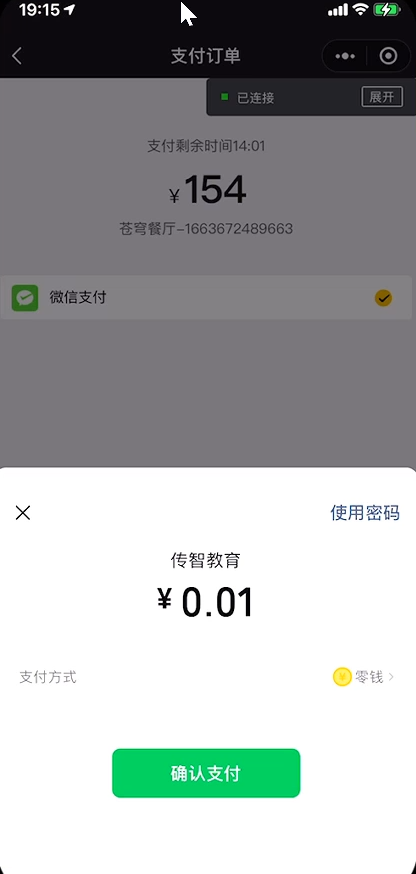 19:15
支付订单
已连接
展开
支付剩余时间14:01
¥154
苍穹餐厅-1663672489663
微信支付
使用密码
传智教育
¥0.01
支付方式
零钱
确认支付